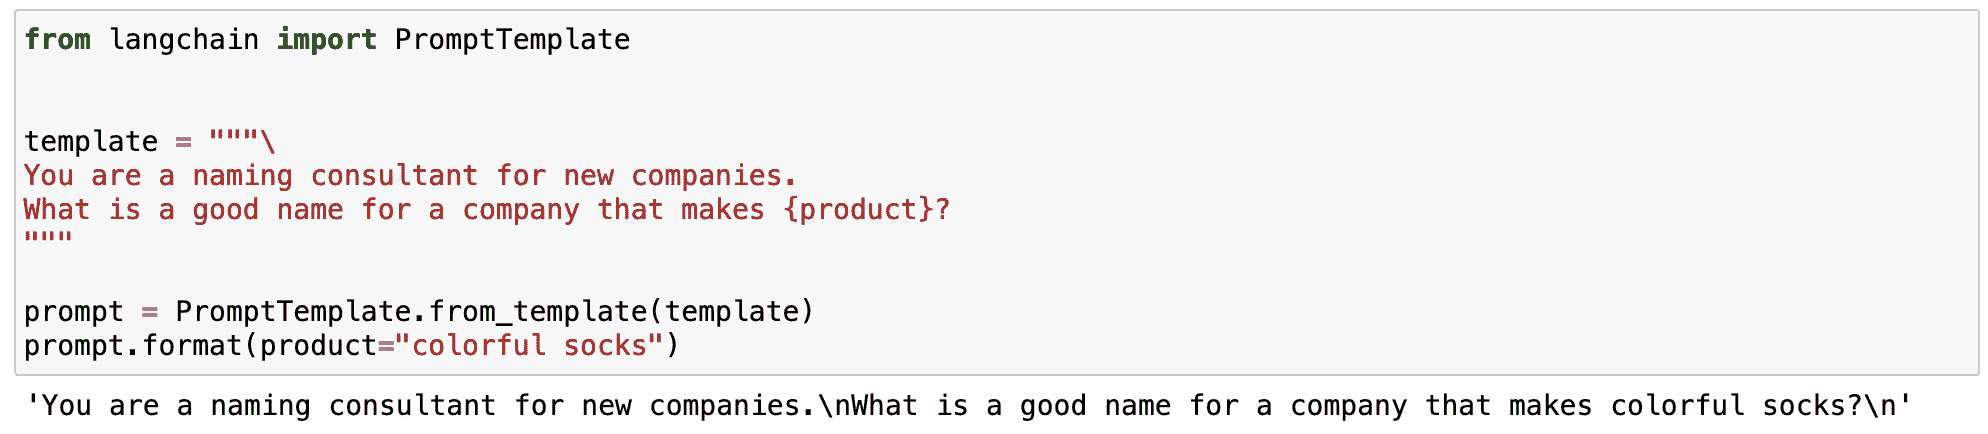 from langchain import PromptTemplate
template = """\
You are a naming consultant for new companies.
What is a good name for a company that makes {product}?
"""
prompt = PromptTemplate.from_template(template)
prompt.format(product="colorful socks")
'You are a naming consultant for new companies.\nWhat is a good name for a company that makes colorful socks?\n'